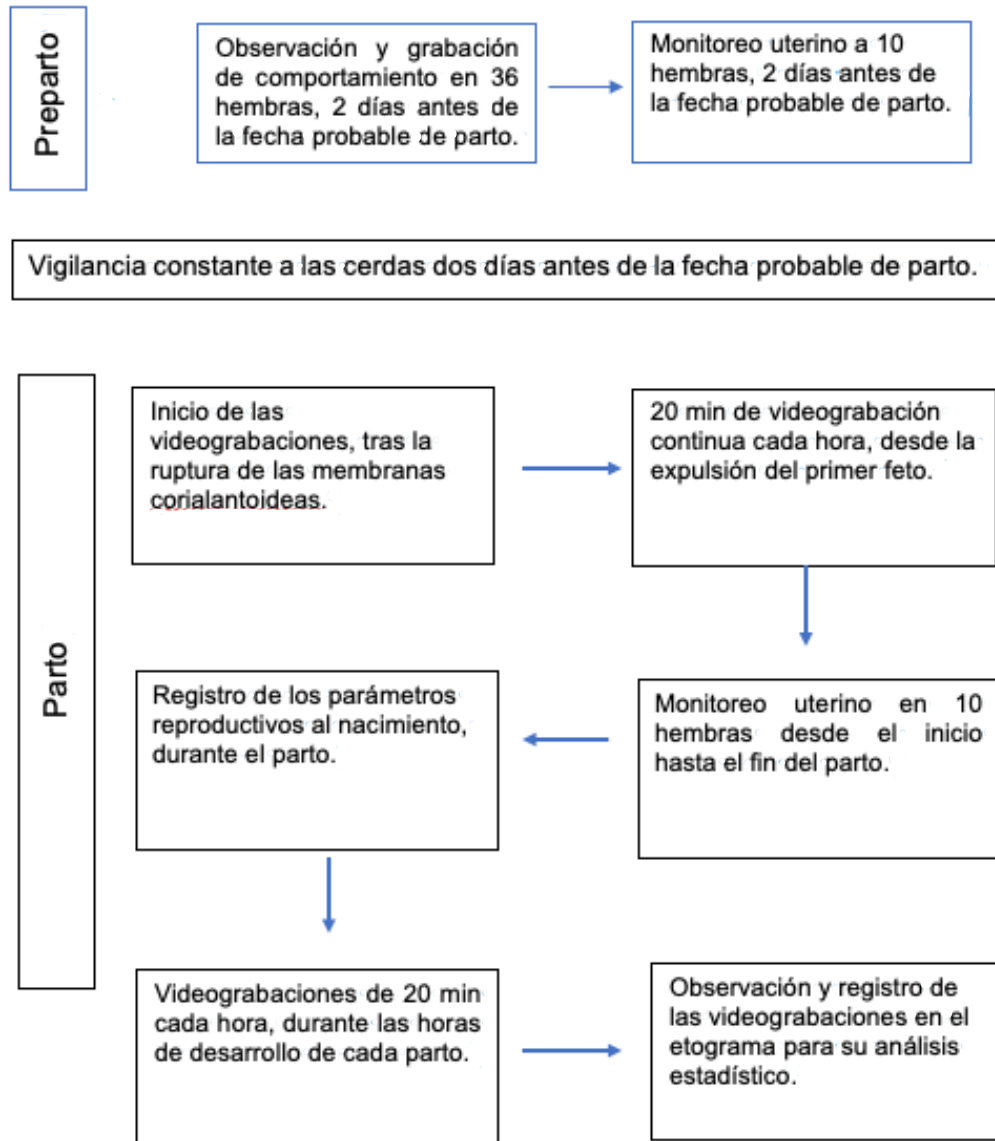 Preparto
Observación y grabación
de comportamiento en 36
hembras, 2 días antes de
la fecha probable de parto.
Monitoreo uterino a 10
hembras, 2 días antes de
la fecha probable de parto.
Vigilancia constante a las cerdas dos días antes de la fecha probable de parto.
Parto
Inicio de las
videograbaciones, tras la
ruptura de las membranas
corialantoideas.
20 min de videograbación
continua cada hora, desde la
expulsión del primer feto.
Monitoreo uterino en 10
hembras desde el inicio
hasta el fin del parto.
Registro de los parámetros
reproductivos al nacimiento,
durante el parto.
Videograbaciones de 20 min
cada hora, durante las horas
de desarrollo de cada parto.
Observación y registro de
las videograbaciones en el
etograma para su análisis
estadístico.